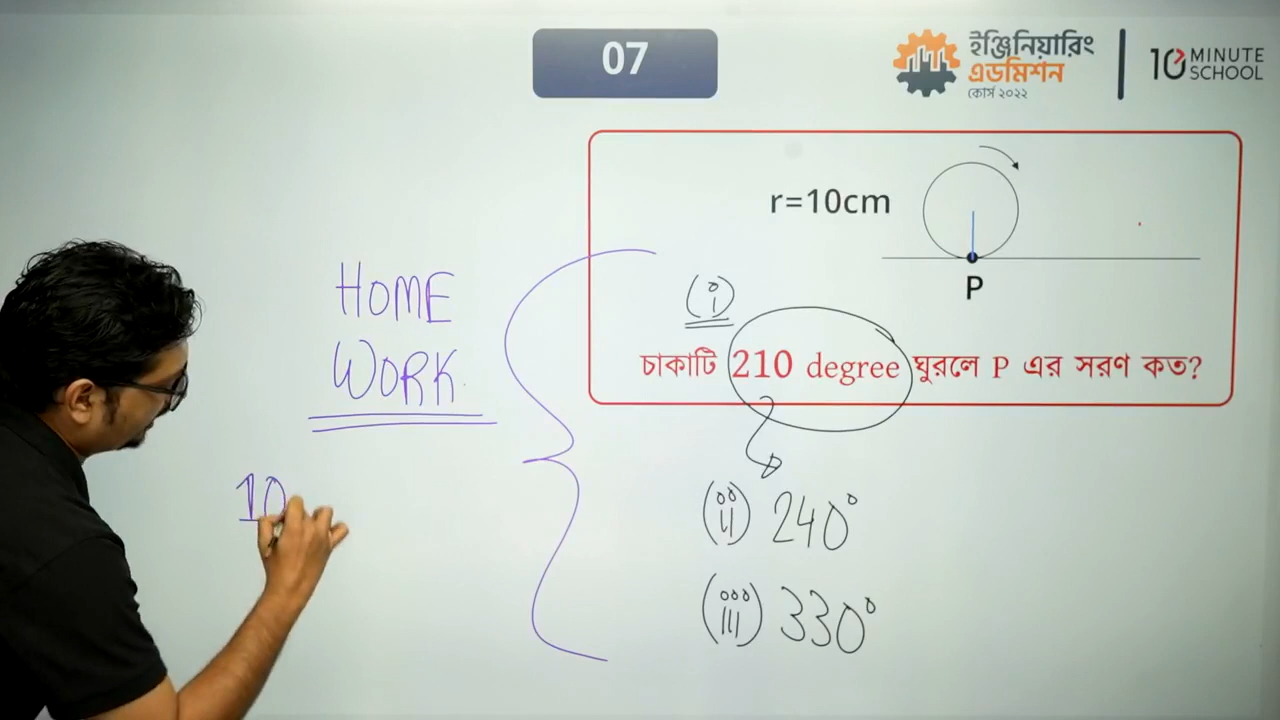 07
ইঞ্জিনিয়ারিং
এডমিশন
কোর্স ২০২২
10 MINUTE SCHOOL
r=10cm
P
HOME
WORK
(i)
চাকাটি 210 degree ঘুরলে P এর সরণ কত?
10
(ii) 240°
(iii) 330°